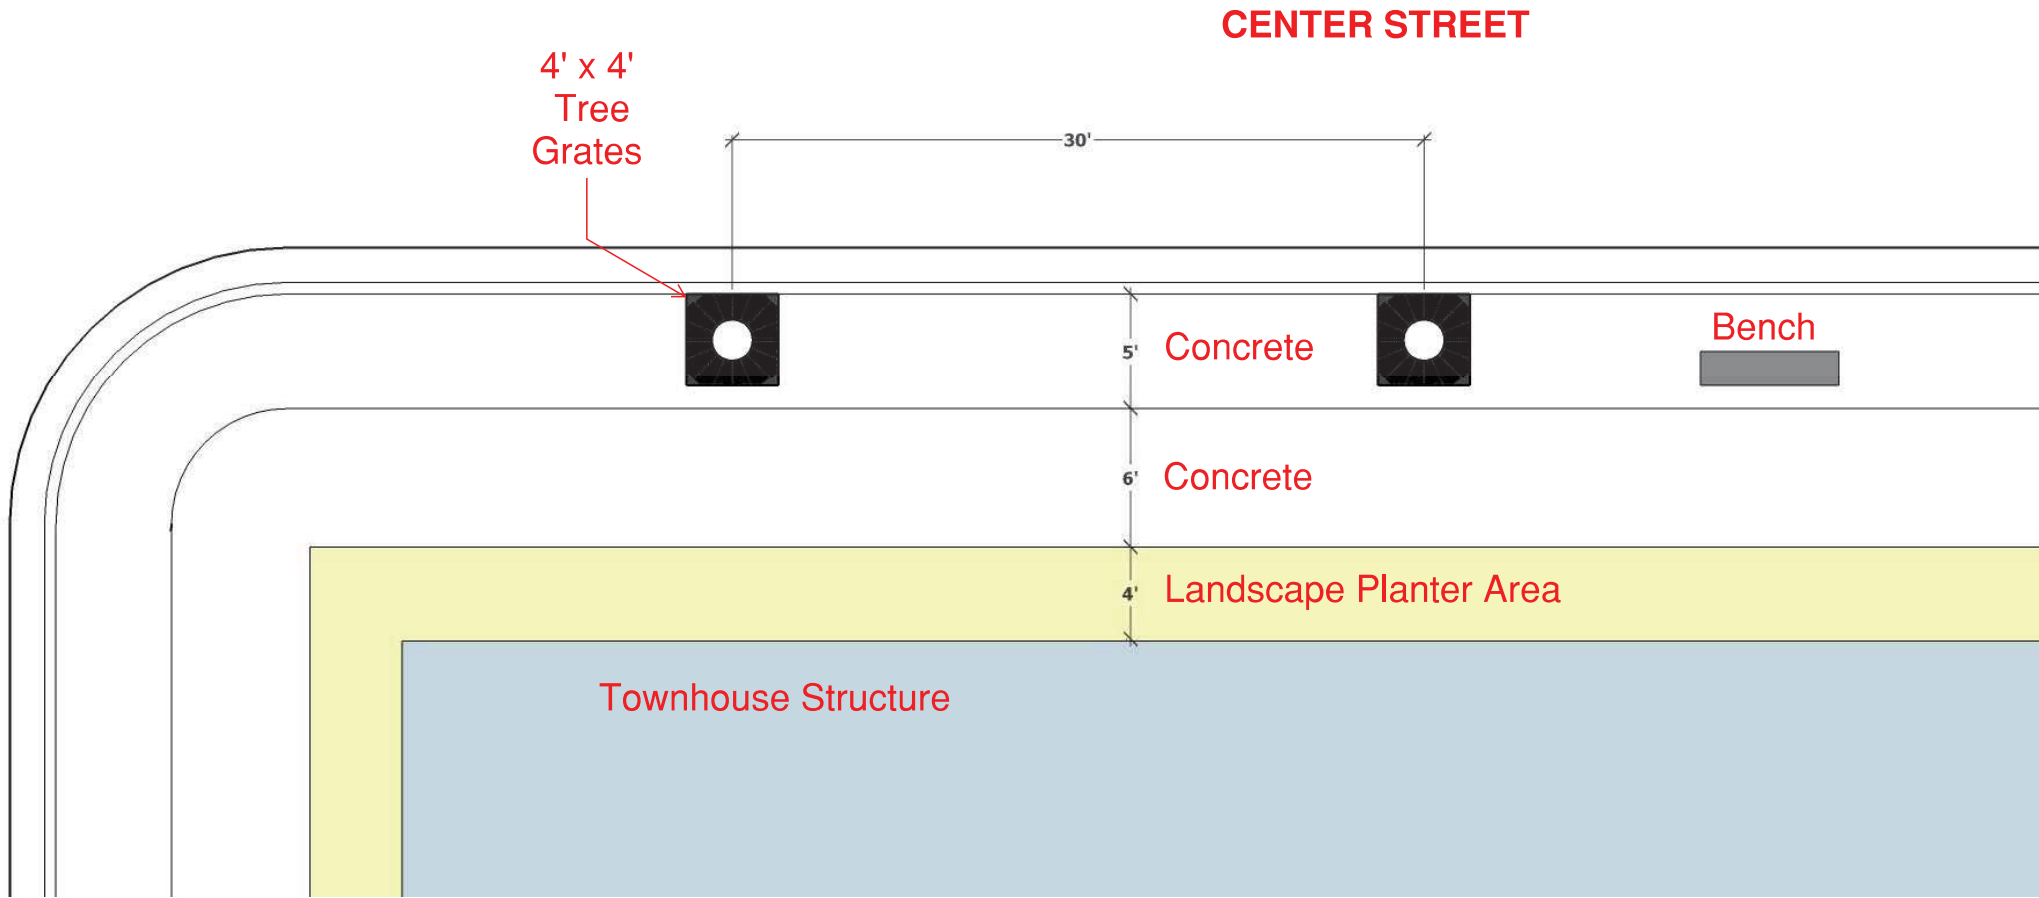 CENTER STREET
4' x 4'
Tree
Grates
30'
Bench
5'
Concrete
6'
Concrete
4'
Landscape Planter Area
Townhouse Structure